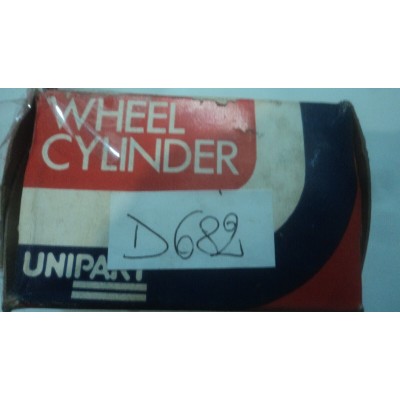 WHEEL
CYLINDER
D682
UNIPART